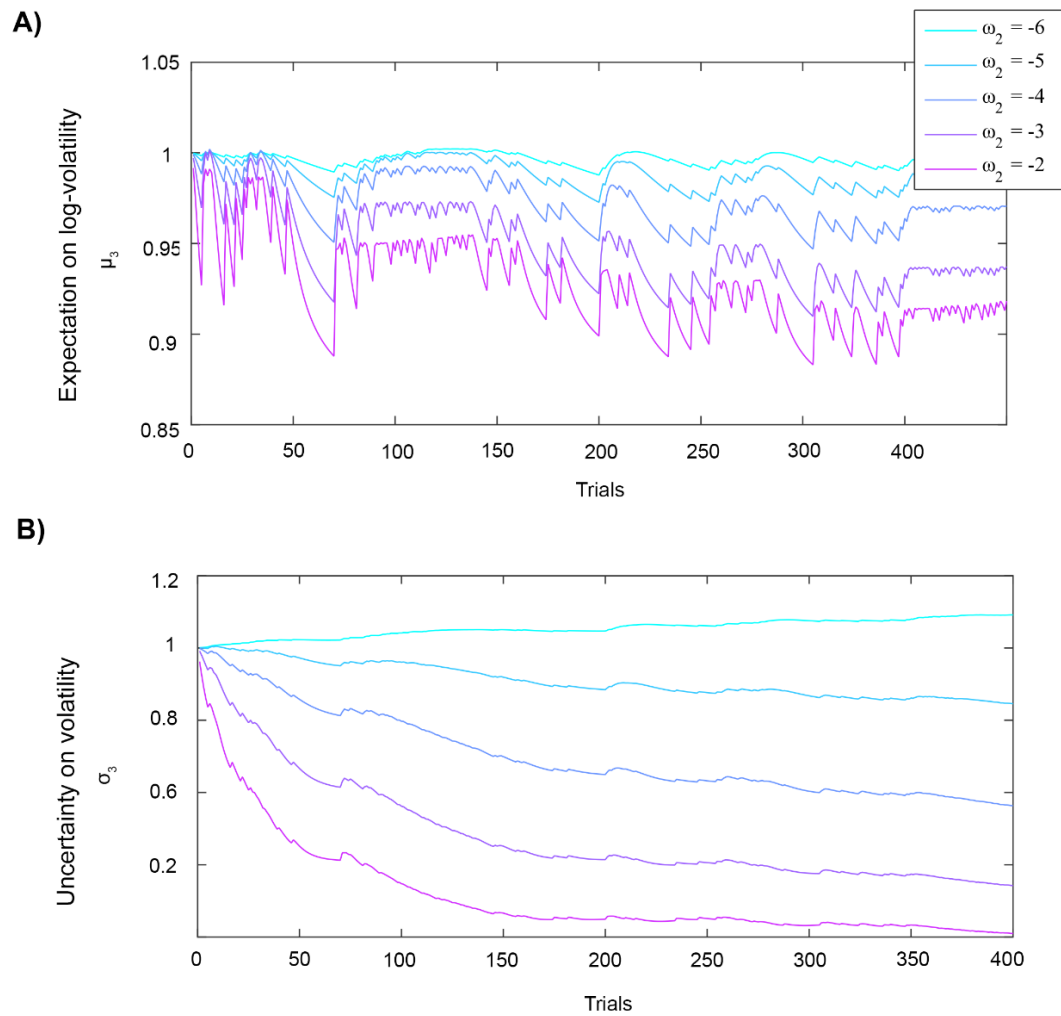 A)
ω2 = -6
ω2 = -5
ω2 = -4
ω2 = -3
ω2 = -2
Expectation on log-volatility
μ3
1.05
1
0.95
0.9
0.85
0 50 100 150 200 250 300 350 400
Trials
B)
Uncertainty on volatility
σ3
1.2
1
0.8
0.6
0.2
0 50 100 150 200 250 300 350 400
Trials